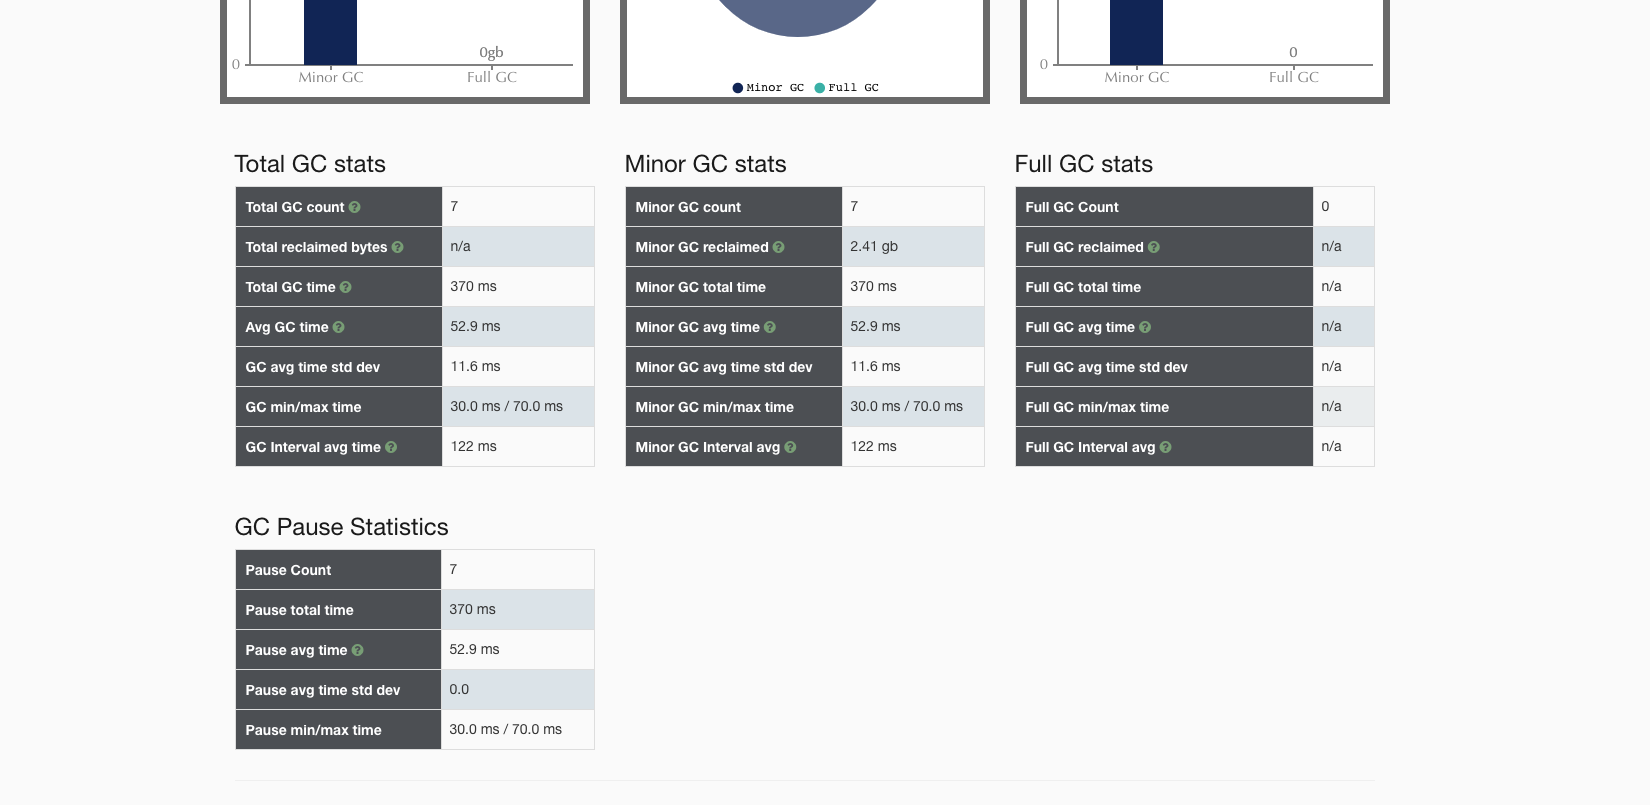 0gb
0
Minor GC Full GC
Minor GC Full GC
0
0
Minor GC Full GC
Total GC stats
Total GC count 7
Total reclaimed bytes n/a
Total GC time 370 ms
Avg GC time 52.9 ms
GC avg time std dev 11.6 ms
GC min/max time 30.0 ms / 70.0 ms
GC Interval avg time 122 ms
Minor GC stats
Minor GC count 7
Minor GC reclaimed 2.41 gb
Minor GC total time 370 ms
Minor GC avg time 52.9 ms
Minor GC avg time std dev 11.6 ms
Minor GC min/max time 30.0 ms / 70.0 ms
Minor GC Interval avg 122 ms
Full GC stats
Full GC Count 0
Full GC reclaimed n/a
Full GC total time n/a
Full GC avg time n/a
Full GC avg time std dev n/a
Full GC min/max time n/a
Full GC Interval avg n/a
GC Pause Statistics
Pause Count 7
Pause total time 370 ms
Pause avg time 52.9 ms
Pause avg time std dev 0.0
Pause min/max time 30.0 ms / 70.0 ms